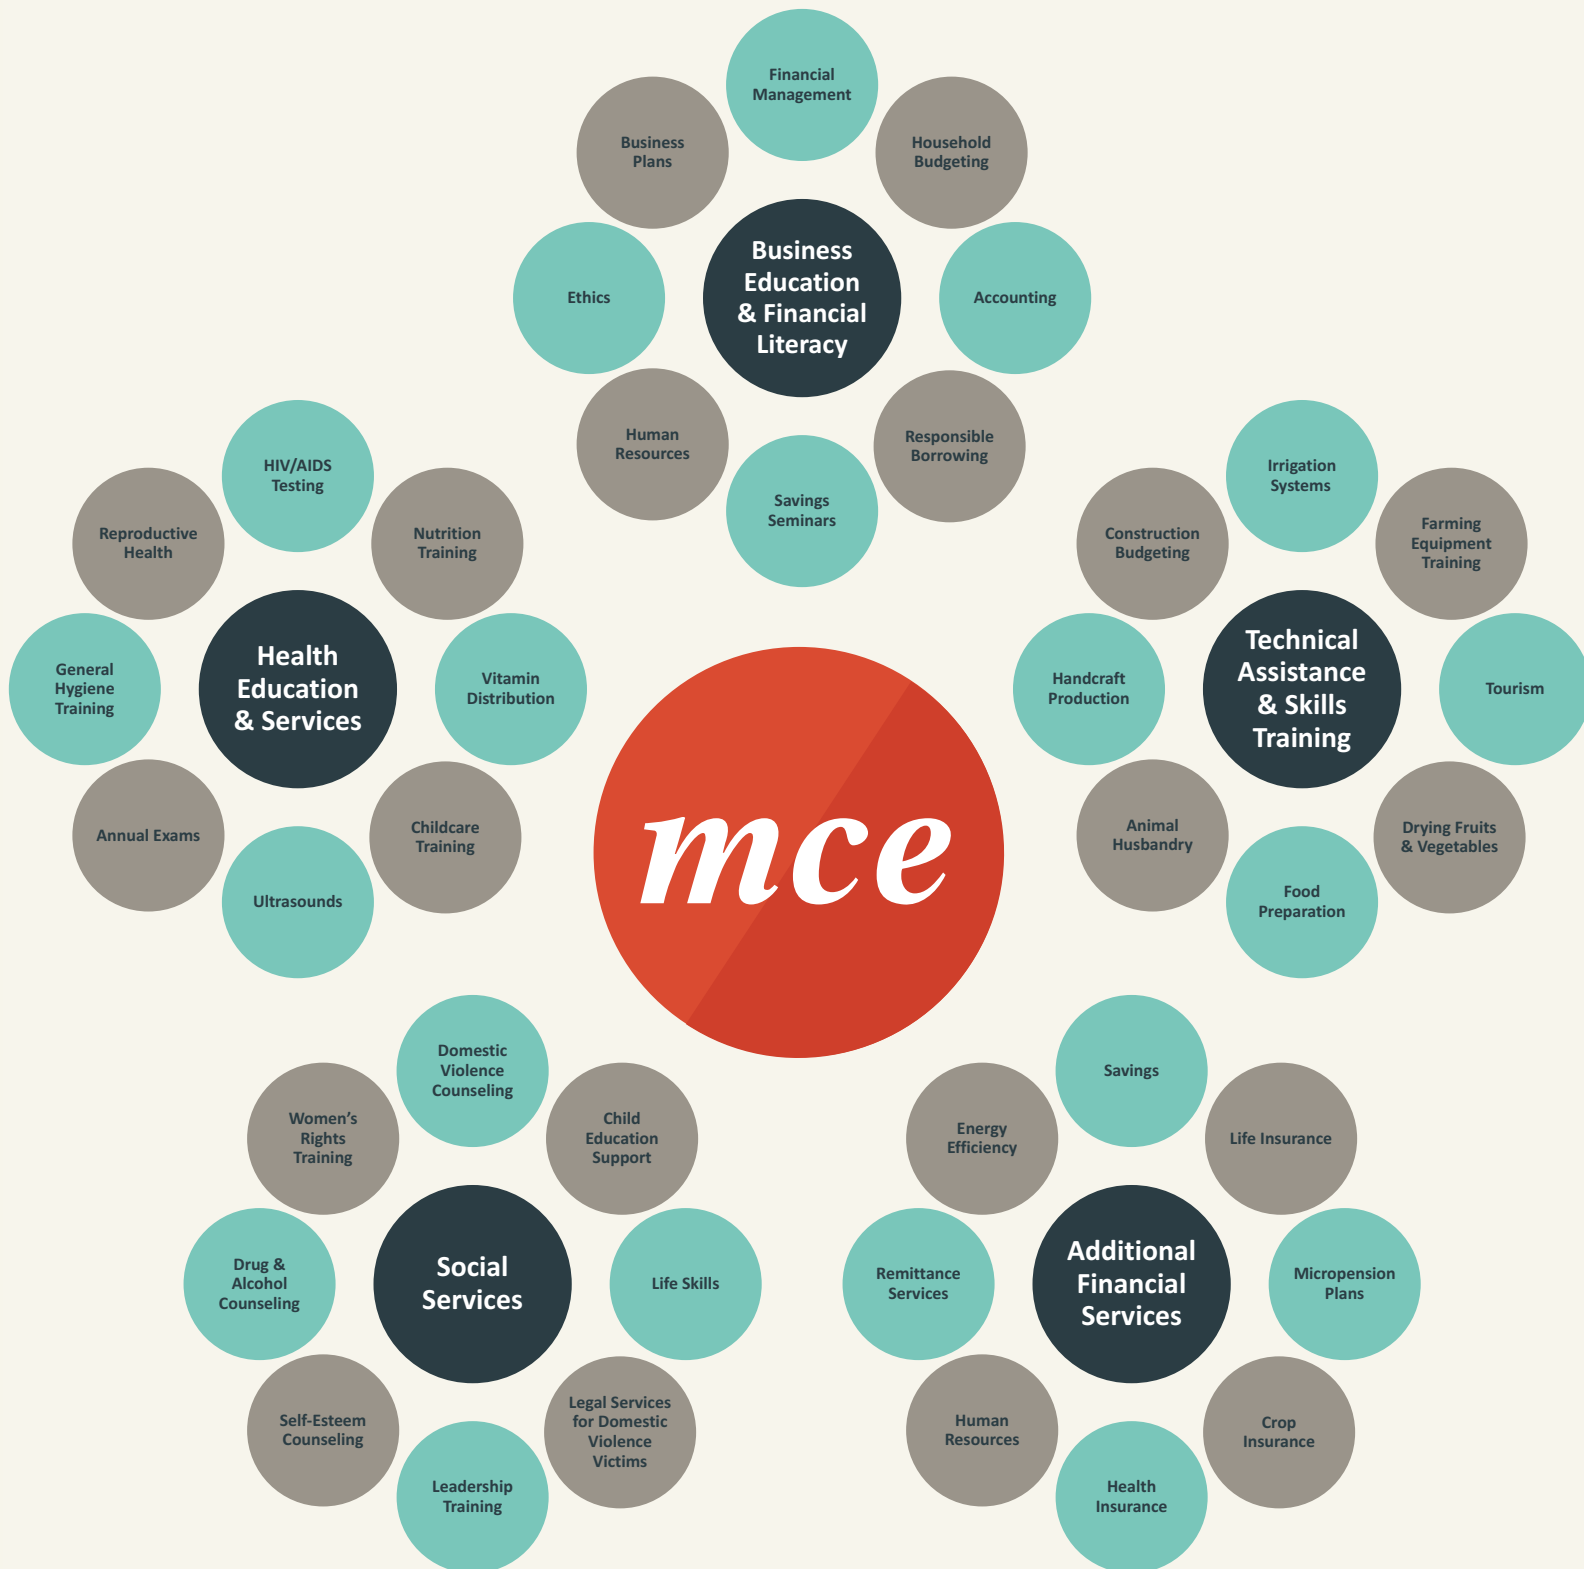 Financial
Management
Business
Plans
Household
Budgeting
Business
Education
& Financial
Literacy
Ethics
Accounting
Human
Resources
Responsible
Borrowing
Savings
Seminars
HIV/AIDS
Testing
Reproductive
Health
Nutrition
Training
Health
Education
& Services
General
Hygiene
Training
Vitamin
Distribution
Annual Exams
Childcare
Training
Ultrasounds
Irrigation
Systems
Construction
Budgeting
Farming
Equipment
Training
Technical
Assistance
& Skills
Training
Handcraft
Production
Tourism
Animal
Husbandry
Drying Fruits
& Vegetables
Food
Preparation
mce
Domestic
Violence
Counseling
Women’s
Rights
Training
Child
Education
Support
Social
Services
Drug &
Alcohol
Counseling
Life Skills
Self-Esteem
Counseling
Legal Services
for Domestic
Violence
Victims
Leadership
Training
Savings
Energy
Efficiency
Life Insurance
Additional
Financial
Services
Remittance
Services
Micropension
Plans
Human
Resources
Crop
Insurance
Health
Insurance